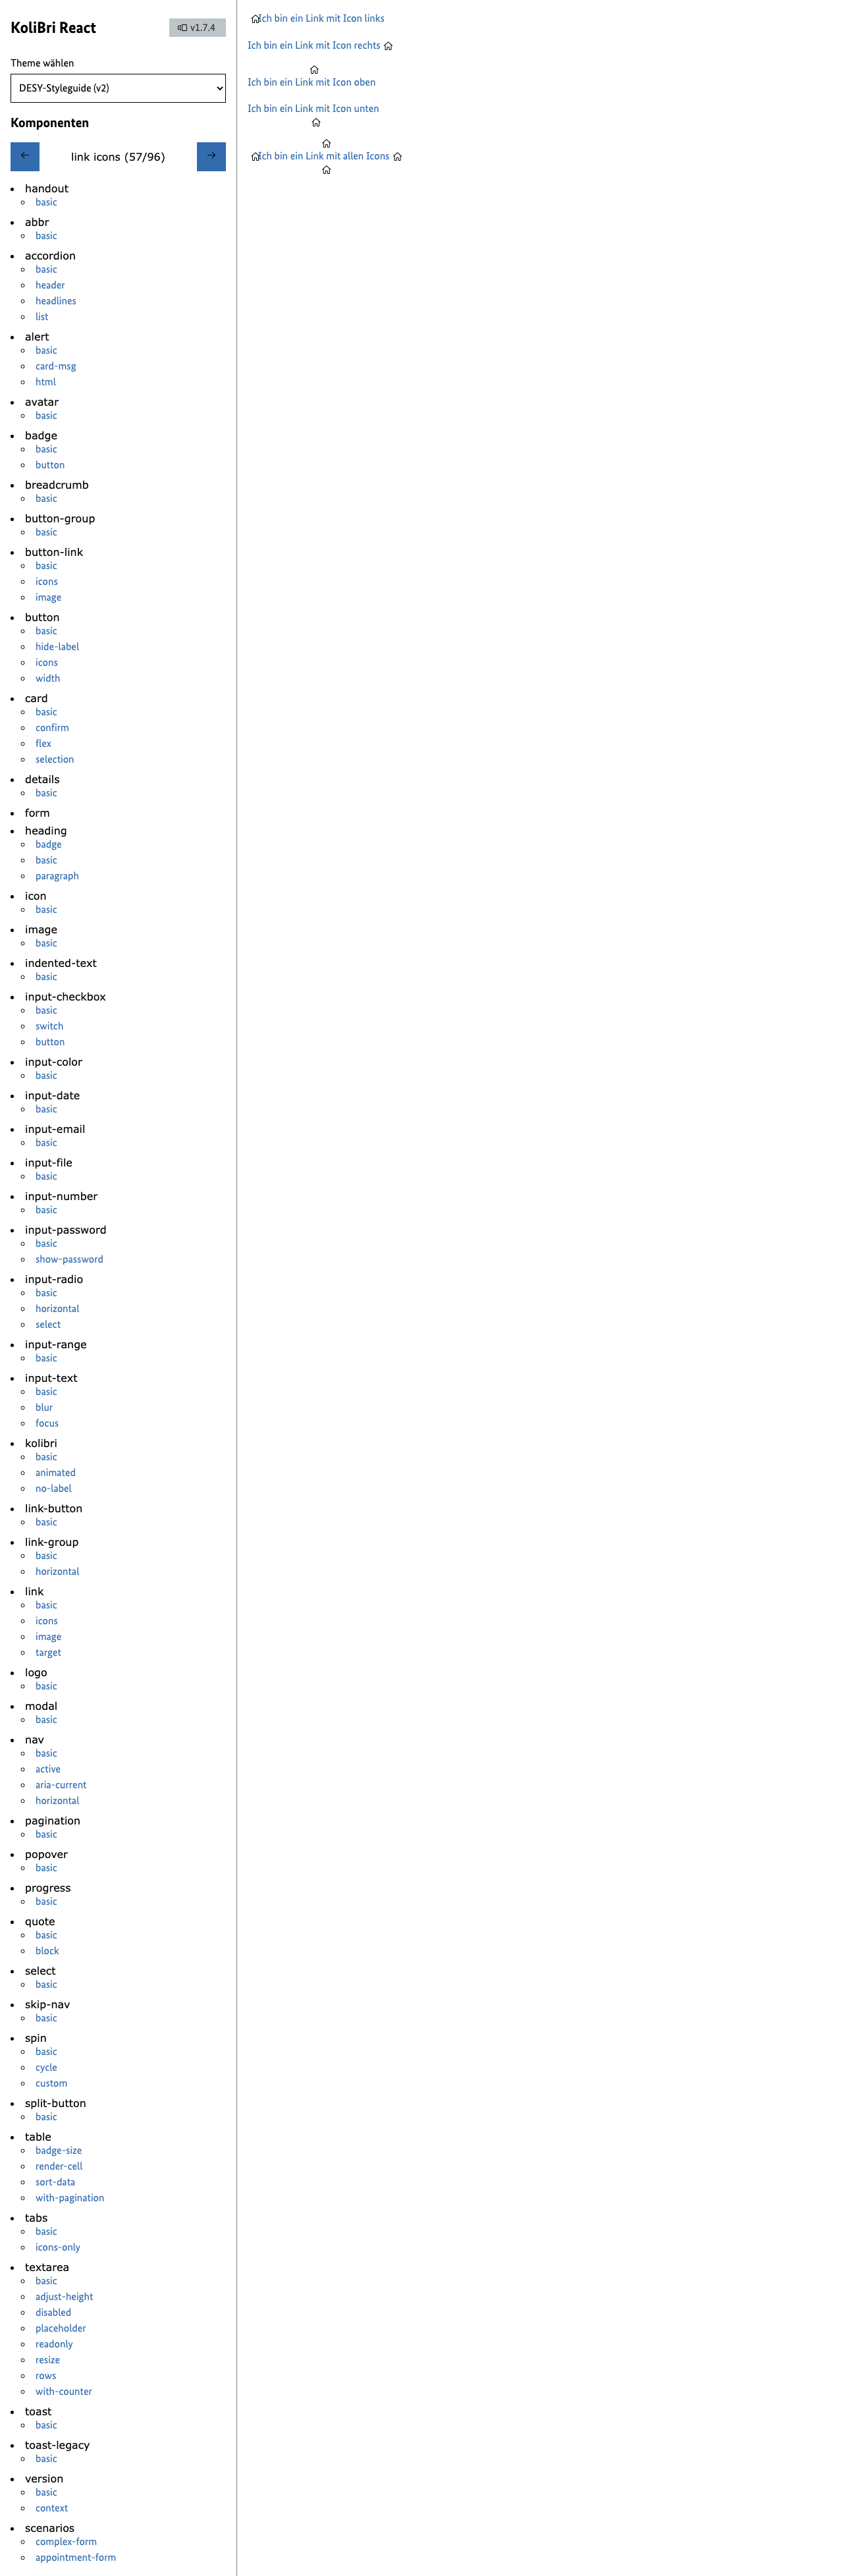 KoliBri React
v1.7.4
Theme wählen
DESY-Styleguide (v2)
Komponenten
link icons (57/96)
handout
basic
abbr
basic
accordion
basic
header
headlines
list
alert
basic
card-msg
html
avatar
basic
badge
basic
button
breadcrumb
basic
button-group
basic
button-link
basic
icons
image
button
basic
hide-label
icons
width
card
basic
confirm
flex
selection
details
basic
form
heading
badge
basic
paragraph
icon
basic
image
basic
indented-text
basic
input-checkbox
basic
switch
button
input-color
basic
input-date
basic
input-email
basic
input-file
basic
input-number
basic
input-password
basic
show-password
input-radio
basic
horizontal
select
input-range
basic
input-text
basic
blur
focus
kolibri
basic
animated
no-label
link-button
basic
link-group
basic
horizontal
link
basic
icons
image
target
logo
basic
modal
basic
nav
basic
active
aria-current
horizontal
pagination
basic
popover
basic
progress
basic
quote
basic
block
select
basic
skip-nav
basic
spin
basic
cycle
custom
split-button
basic
table
badge-size
render-cell
sort-data
with-pagination
tabs
basic
icons-only
textarea
basic
adjust-height
disabled
placeholder
readonly
resize
rows
with-counter
toast
basic
toast-legacy
basic
version
basic
context
scenarios
complex-form
appointment-form
Ich bin ein Link mit Icon links
Ich bin ein Link mit Icon rechts
Ich bin ein Link mit Icon oben
Ich bin ein Link mit Icon unten
Ich bin ein Link mit allen Icons